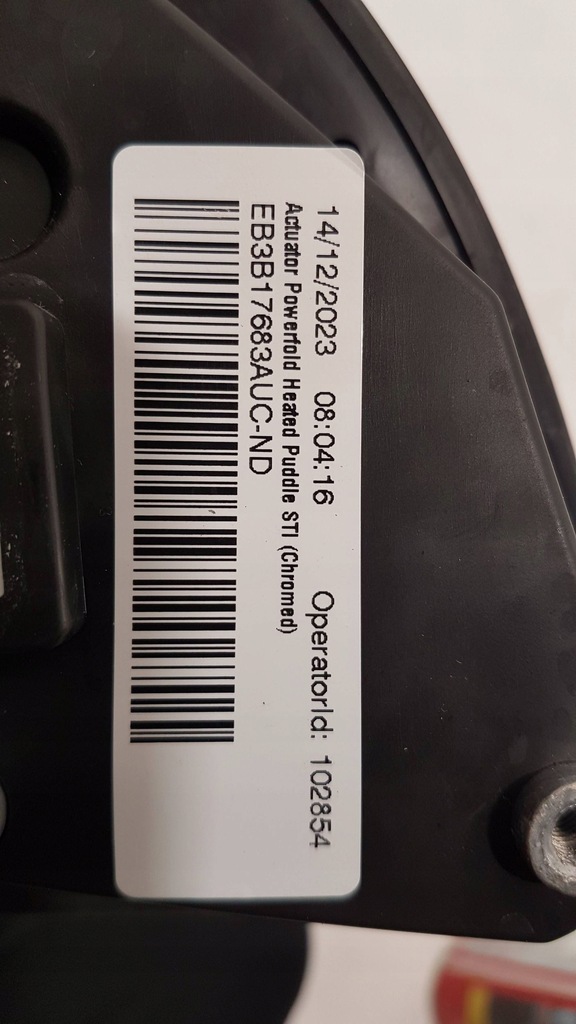 14/12/2023 08:04:16 OperatorId: 102854
Actuator Powerfold Heated Puddle STI (Chromed)
EB3B17683AUC-ND